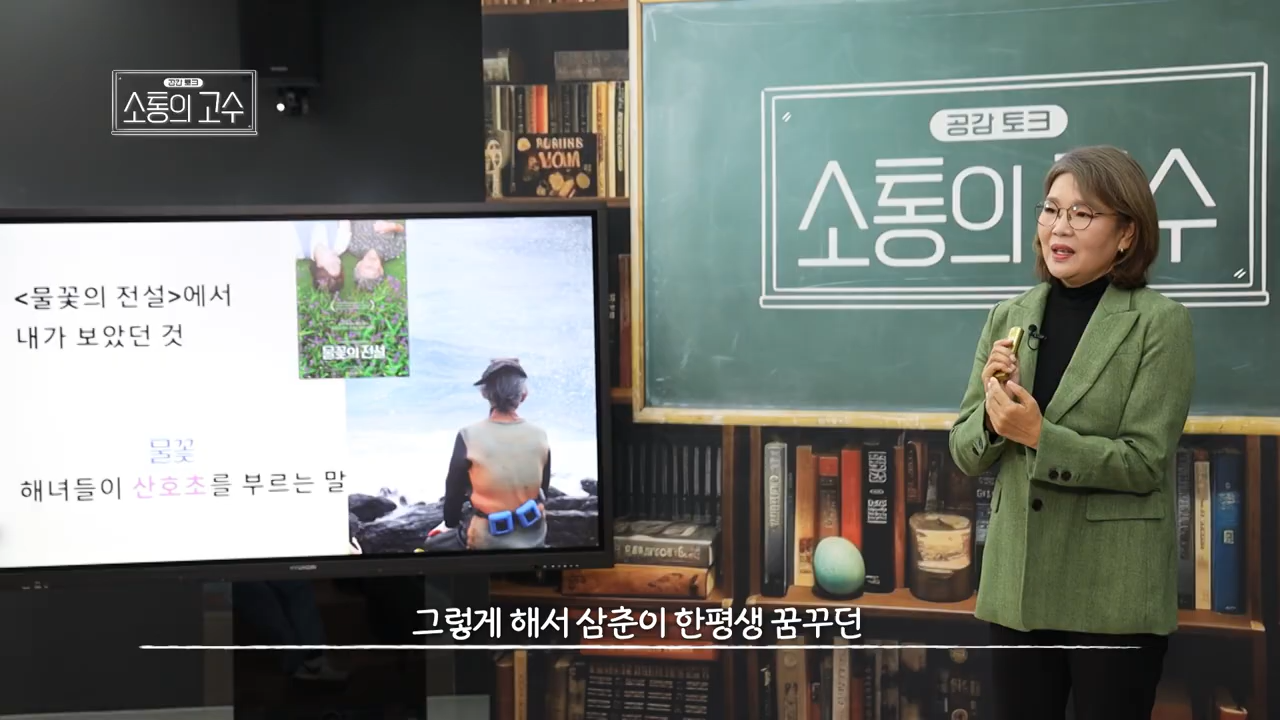 공감 토크
소통의 고수
공감 토크
소통의 수
<물꽃의 전설>에서
내가 보았던 것
물꽃의 전설
물꽃
해녀들이 산호초를 부르는 말
HYUNDAI
그렇게 해서 삼춘이 한평생 꿈꾸던